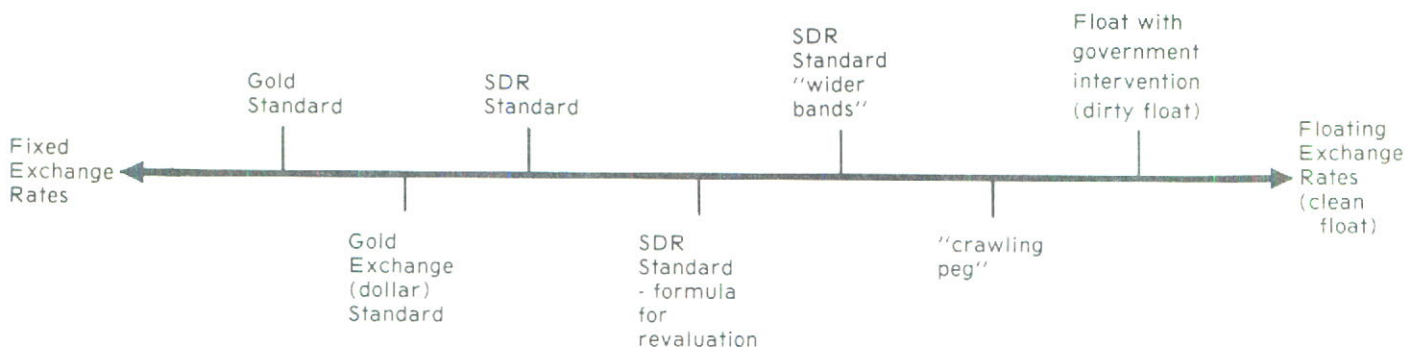 Fixed
Exchange
Rates
Gold
Standard
Gold
Exchange
(dollar)
Standard
SDR
Standard
SDR
Standard
- formula
for
revaluation
SDR
Standard
"wider
bands"
"crawling
peg"
Float with
government
intervention
(dirty float)
Floating
Exchange
Rates
(clean
float)